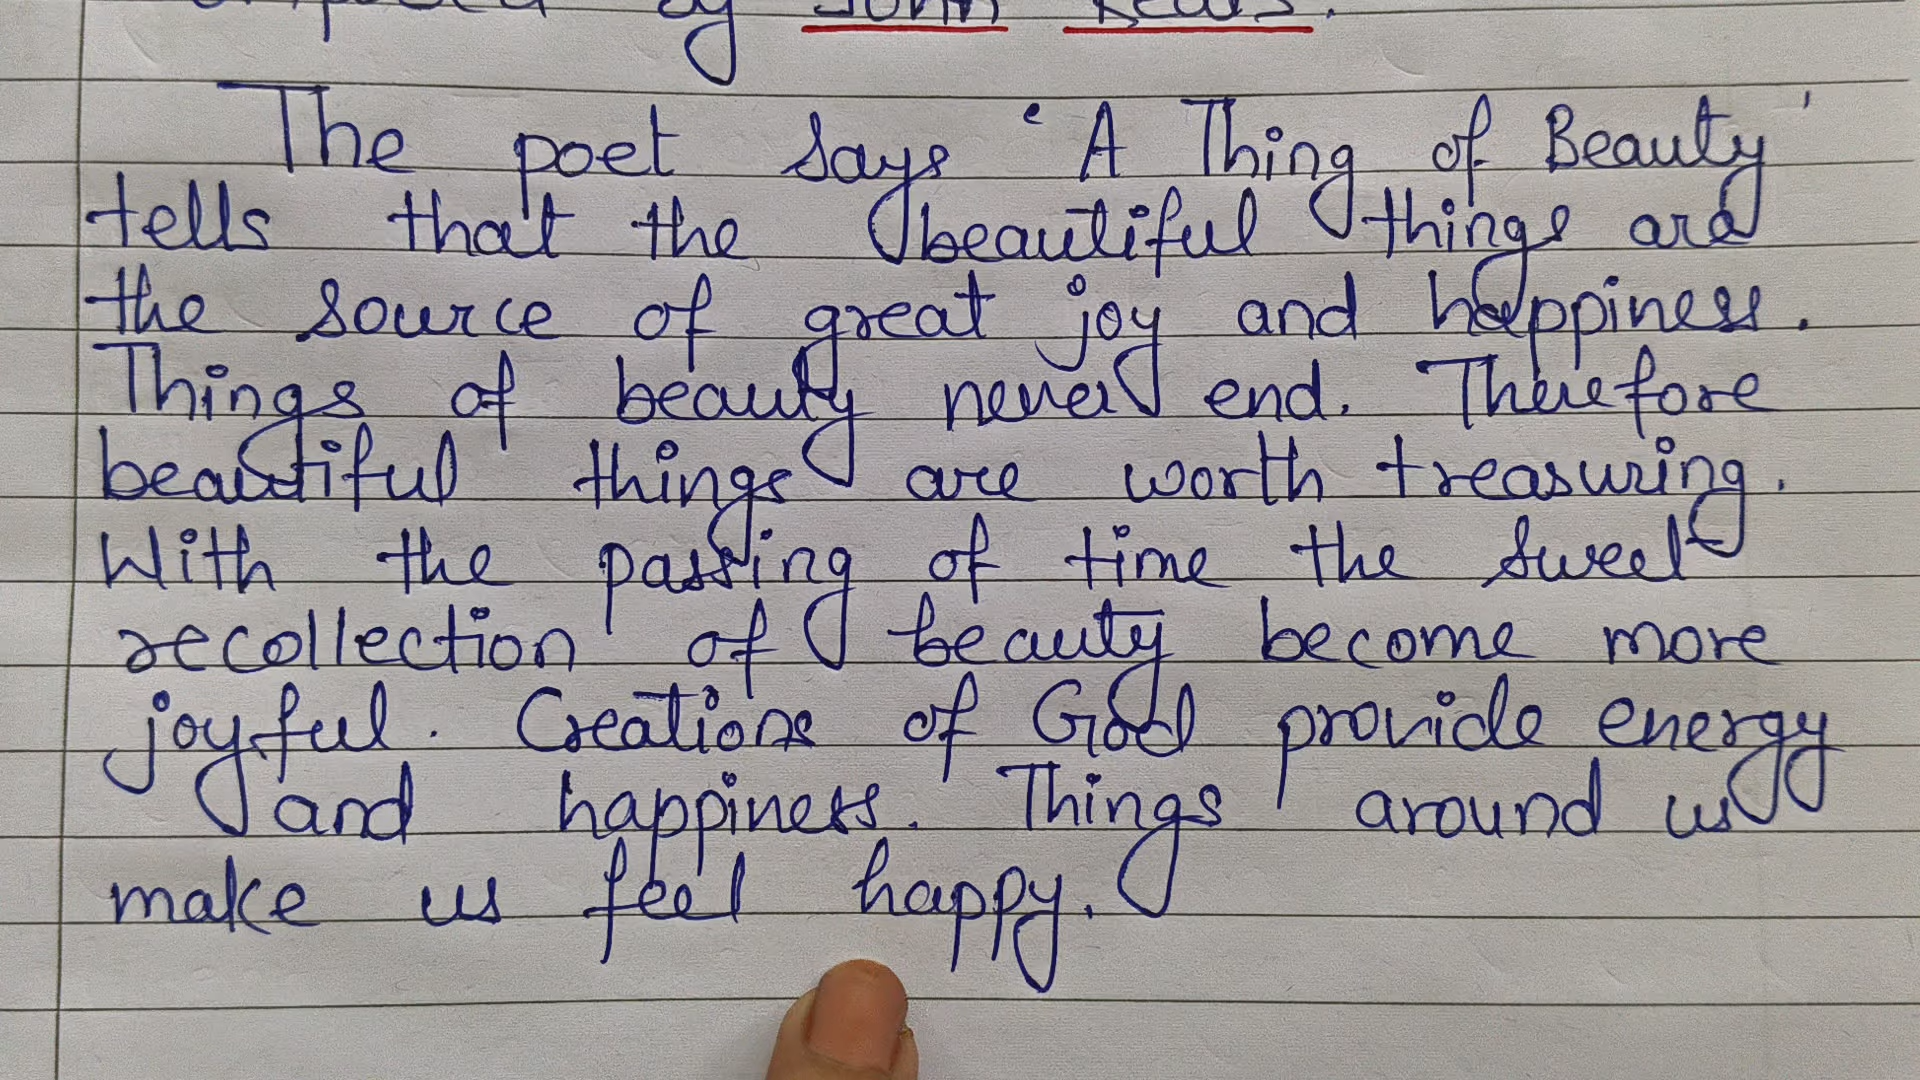 by John Keats.
The poet says 'A Thing of Beauty'
tells that the beautiful things are
the source of great joy and happiness.
Things of beauty never end. Therefore
beautiful things are worth treasuring.
With the passing of time the sweet
recollection of beauty become more
joyful. Creations of God provide energy
and happiness. Things around us
make us feel happy.